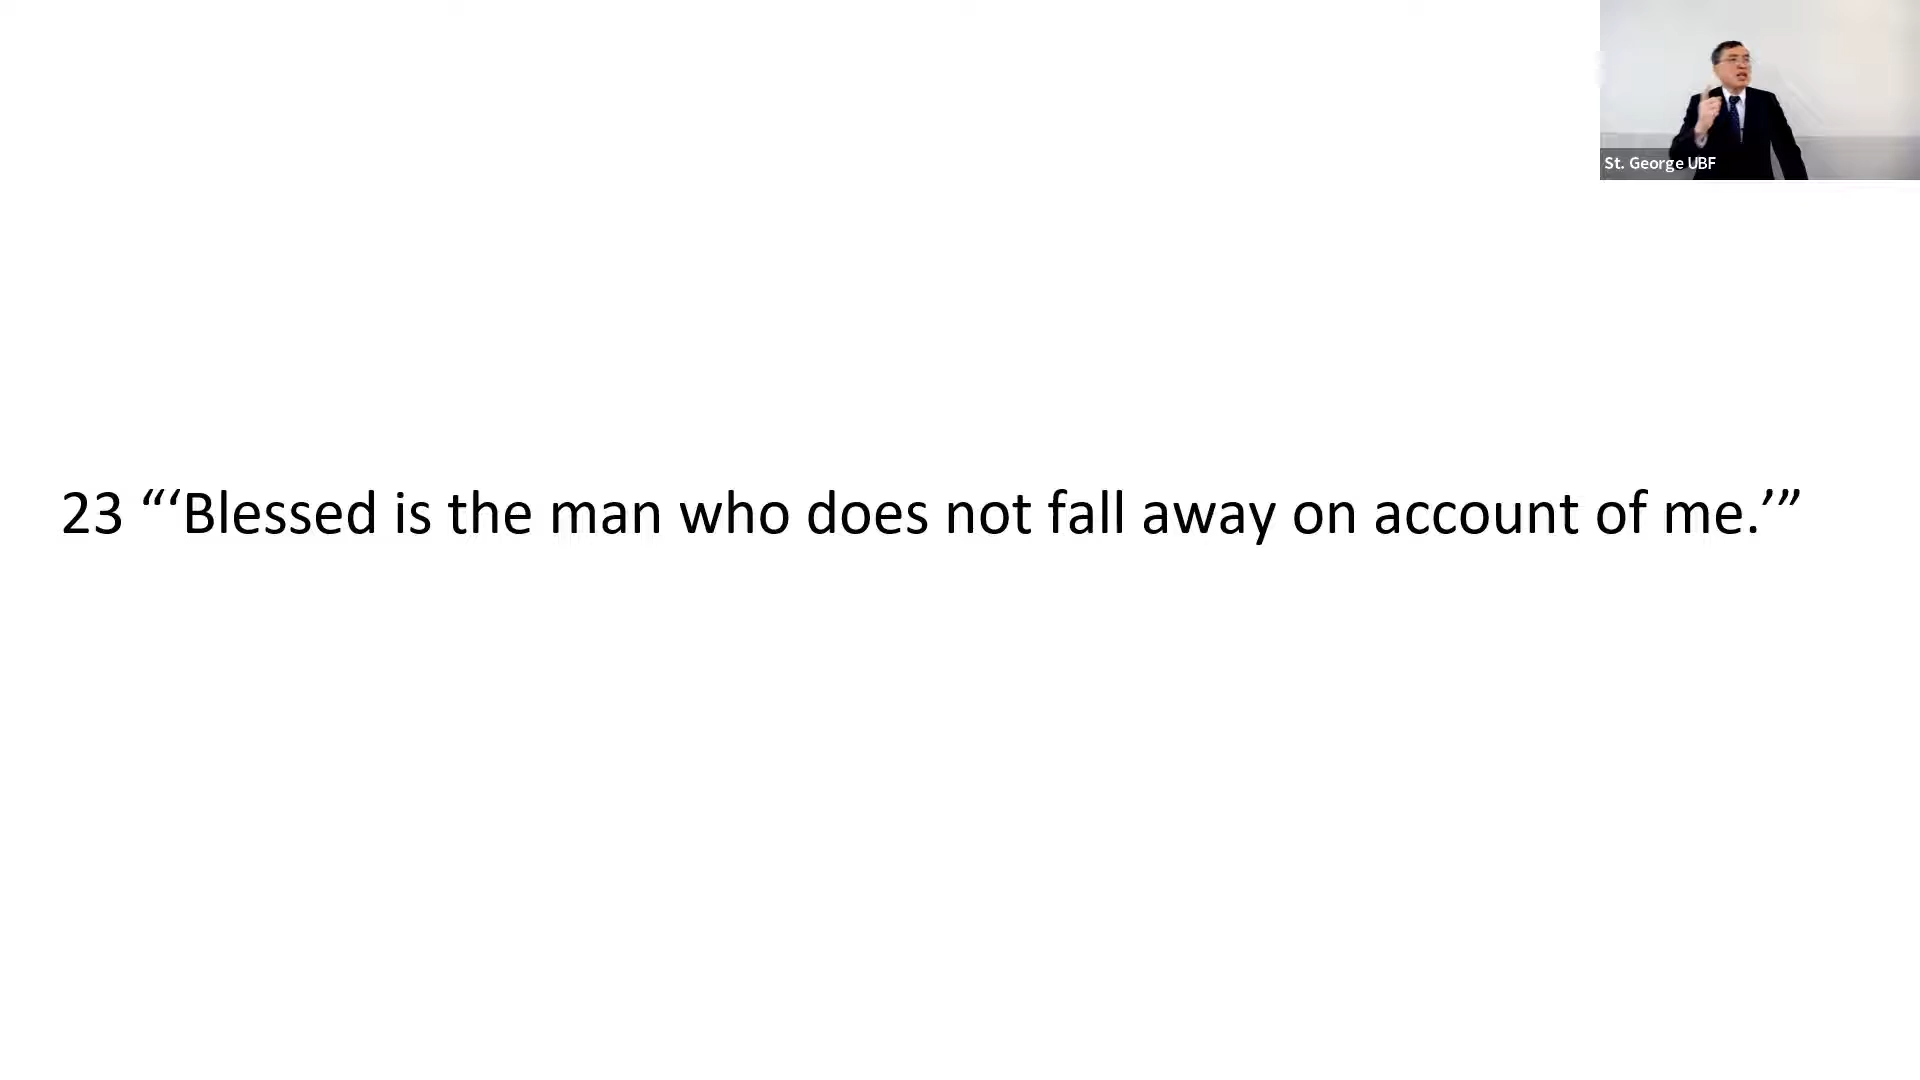 St. George UBF
23 “‘Blessed is the man who does not fall away on account of me.’”